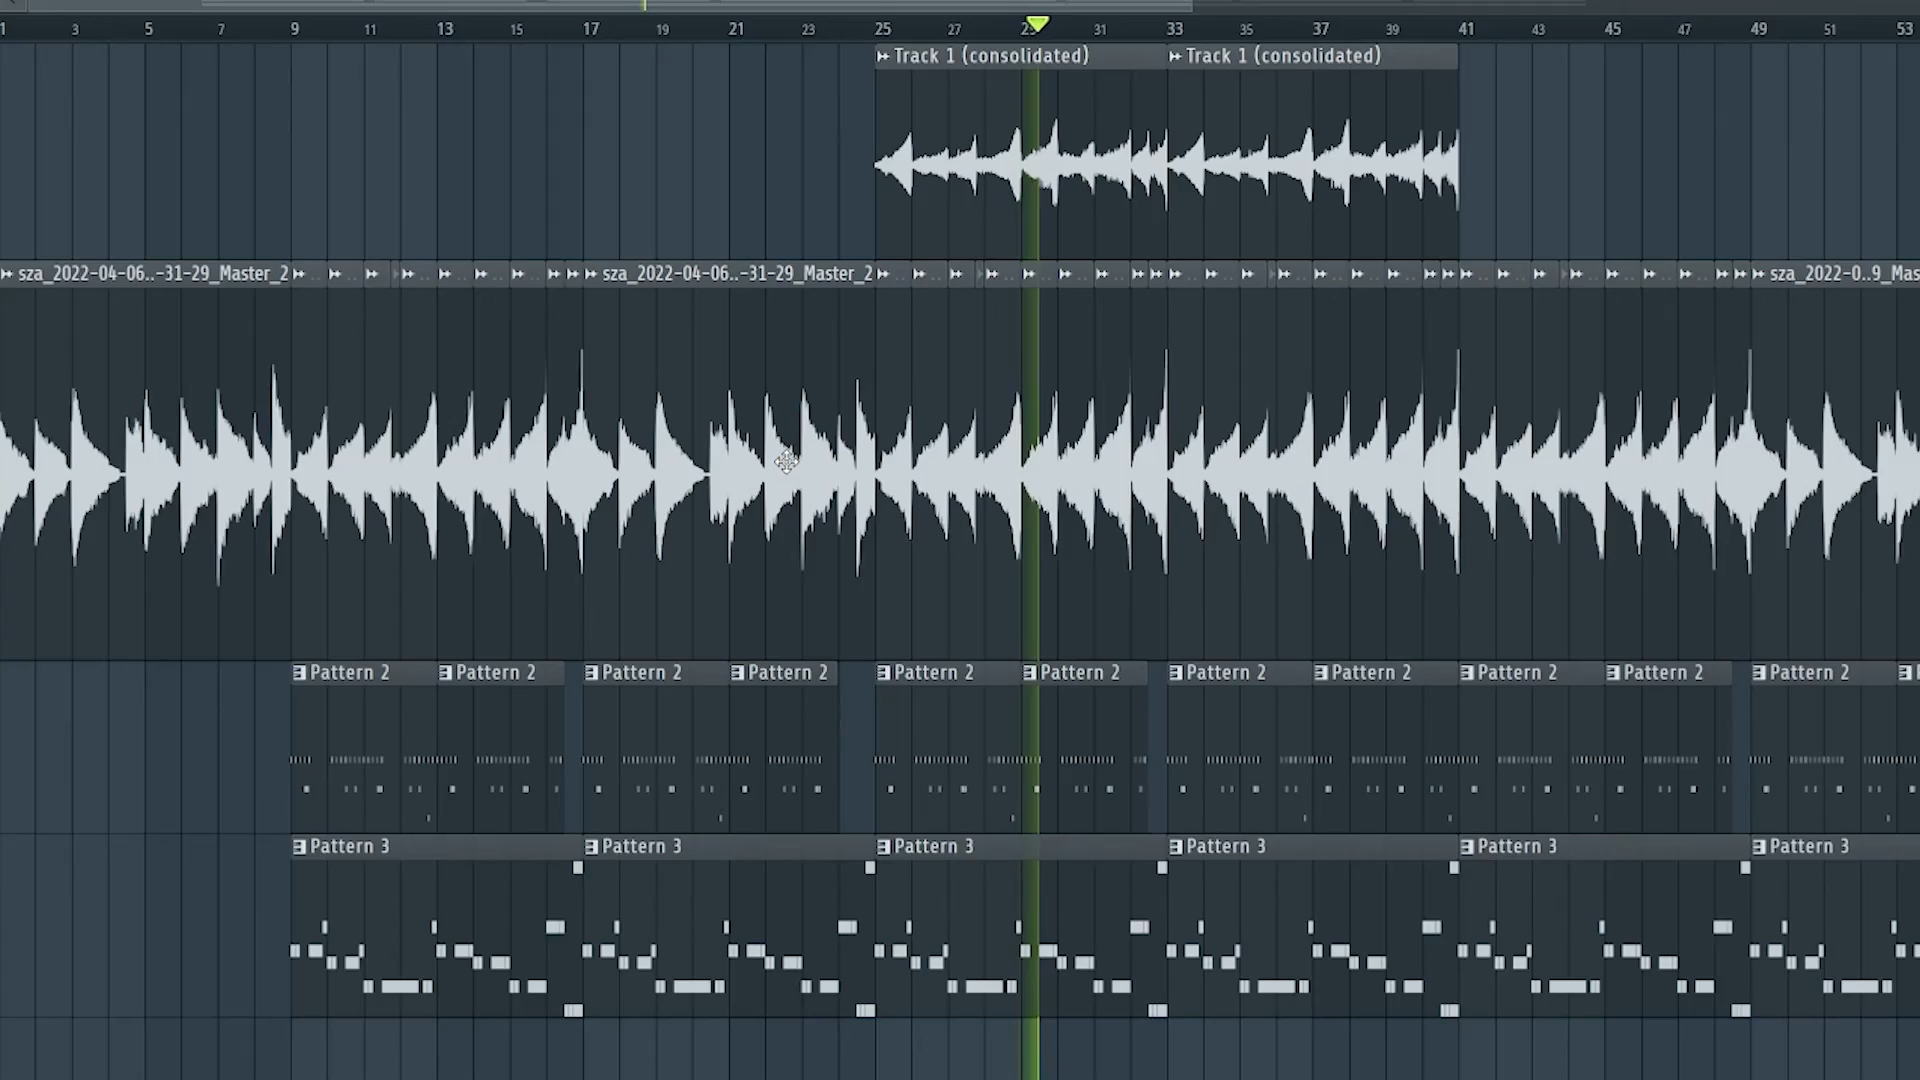 1 3 5 7 9 11 13 15 17 19 21 23 25 27 29 31 33 35 37 39 41 43 45 47 49 51 53
Track 1 (consolidated) Track 1 (consolidated)
sza_2022-04-06..-31-29_Master_2 sza_2022-04-06..-31-29_Master_2 sza_2022-0..9_Mas
Pattern 2 Pattern 2 Pattern 2 Pattern 2 Pattern 2 Pattern 2 Pattern 2 Pattern 2 Pattern 2 Pattern 2 Pattern 2
Pattern 3 Pattern 3 Pattern 3 Pattern 3 Pattern 3 Pattern 3